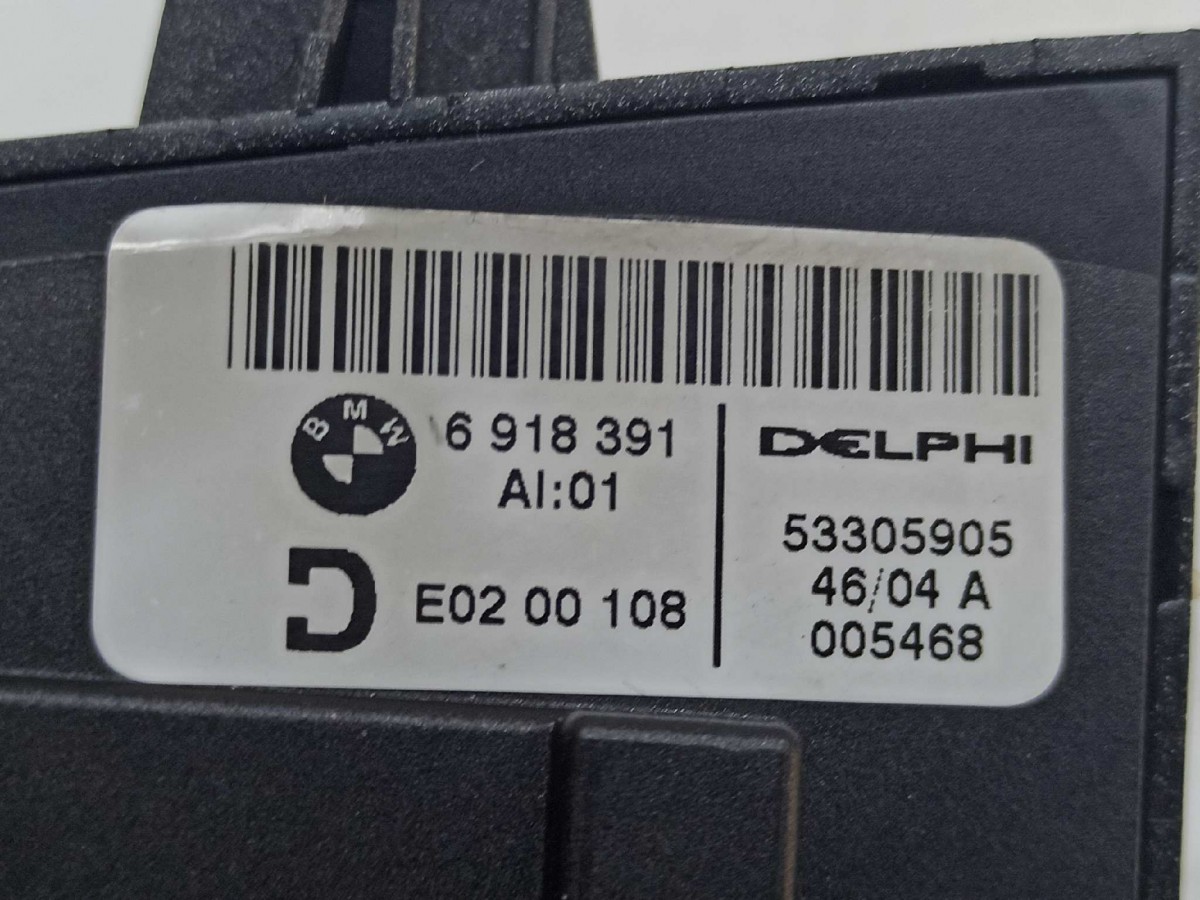 BMW
6 918 391
AI:01
E02 00 108
DELPHI
53305905
46/04 A
005468